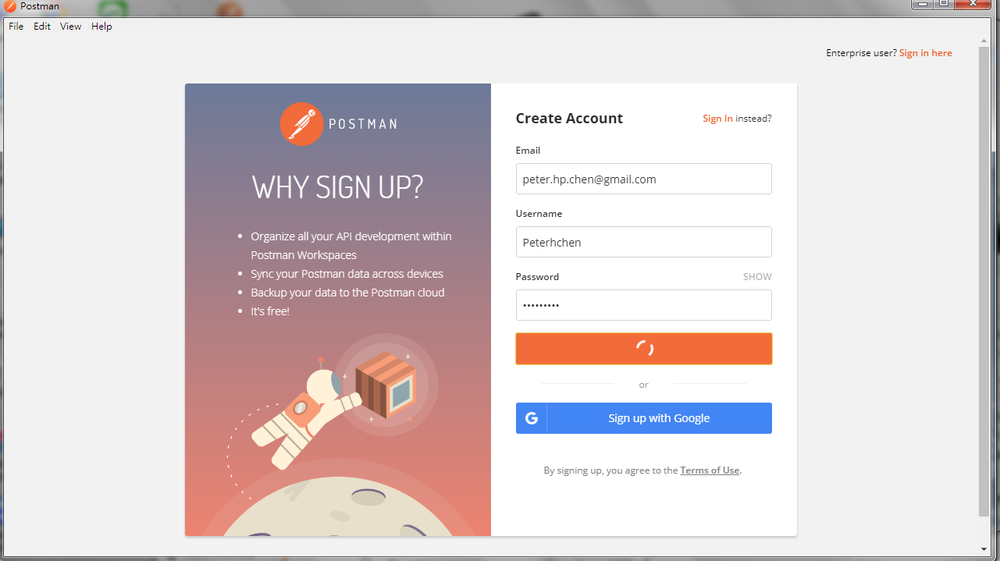 Postman
File Edit View Help
Enterprise user? Sign in here
POSTMAN
WHY SIGN UP?
• Organize all your API development within
Postman Workspaces
• Sync your Postman data across devices
• Backup your data to the Postman cloud
• It's free!
Create Account
Sign In instead?
Email
peter.hp.chen@gmail.com
Username
Peterhchen
Password
SHOW
•••••••••
or
G
Sign up with Google
By signing up, you agree to the Terms of Use.